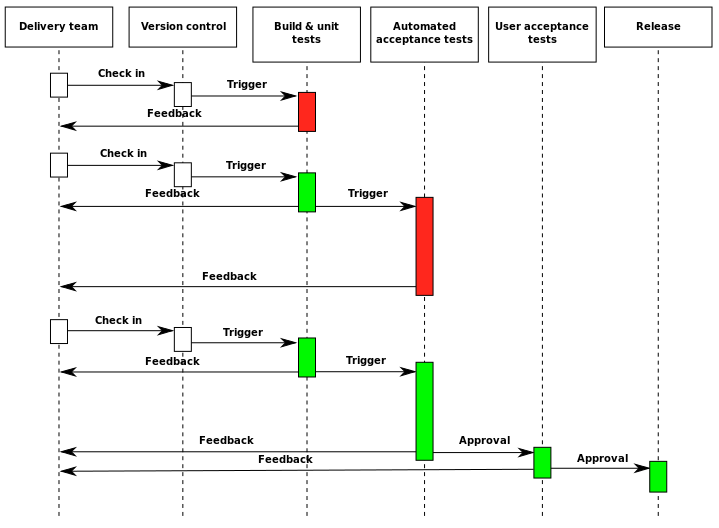 Delivery team
Version control
Build & unit
tests
Automated
acceptance tests
User acceptance
tests
Release
Check in
Trigger
Feedback
Check in
Trigger
Feedback
Trigger
Feedback
Check in
Trigger
Feedback
Trigger
Feedback
Approval
Feedback
Approval